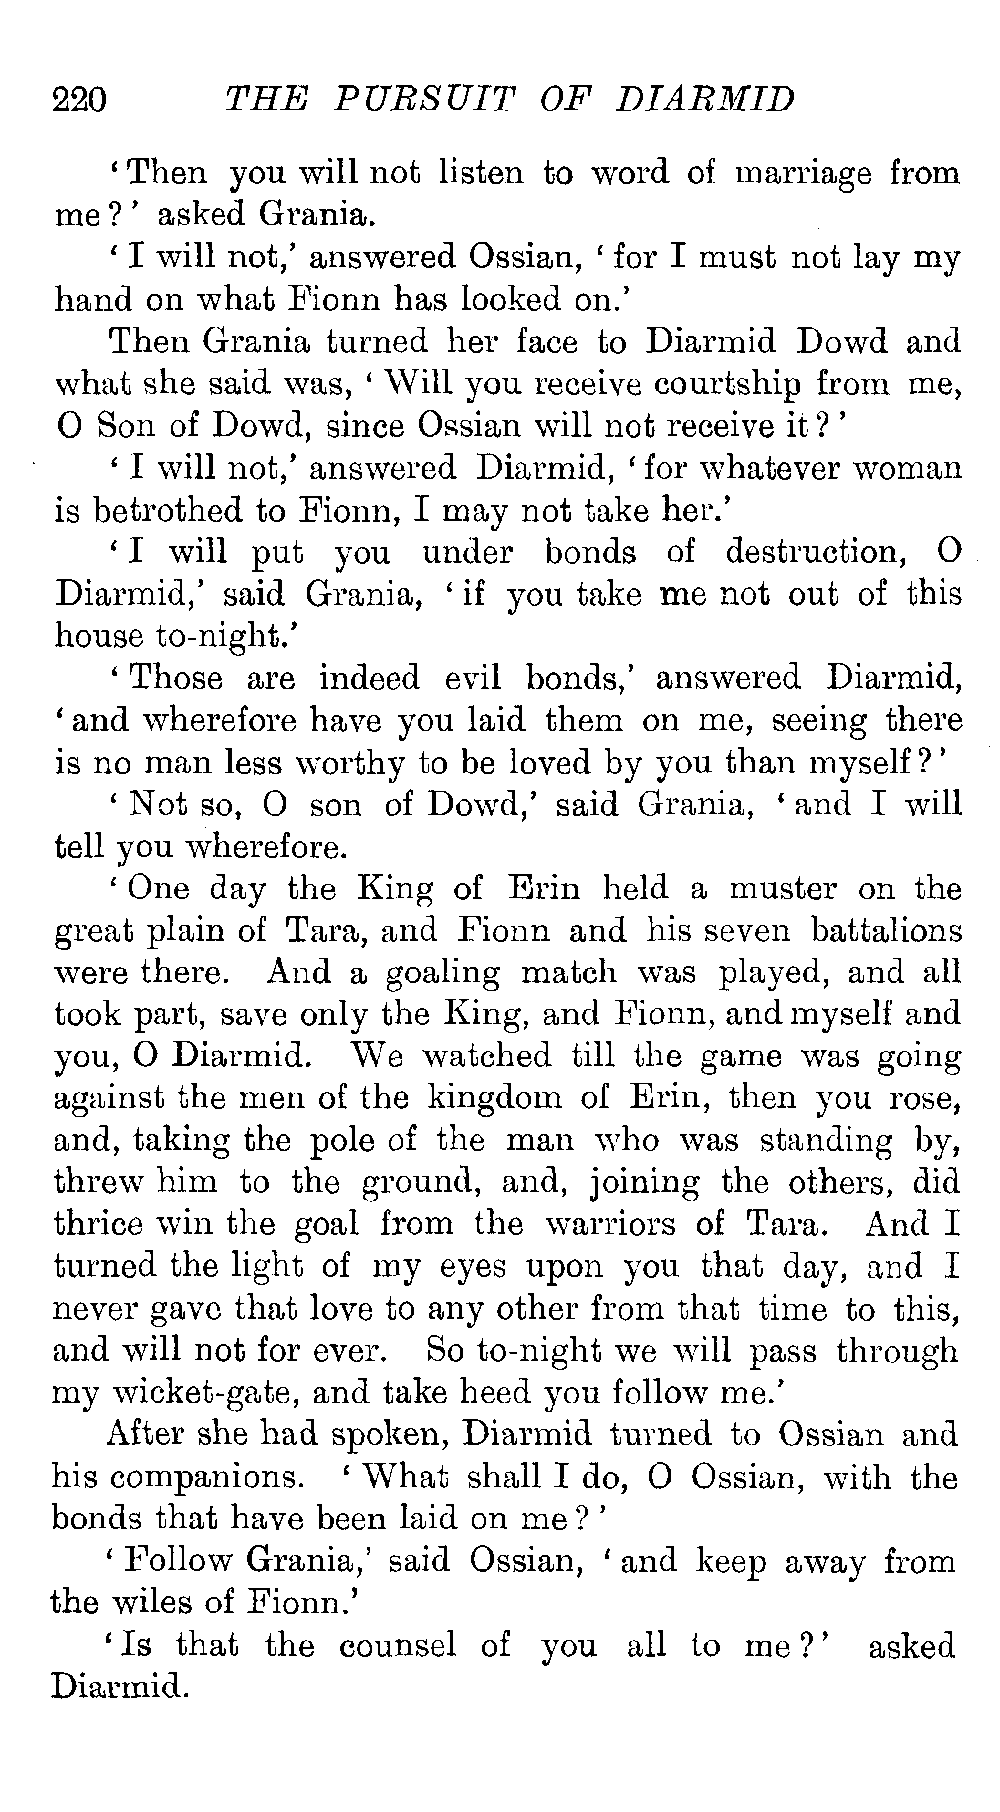 220 THE PURSUIT OF DIARMID
‘Then you will not listen to word of marriage from
me?’ asked Grania.
‘I will not,’ answered Ossian, ‘for I must not lay my
hand on what Fionn has looked on.’
Then Grania turned her face to Diarmid Dowd and
what she said was, ‘Will you receive courtship from me,
O Son of Dowd, since Ossian will not receive it?’
‘I will not,’ answered Diarmid, ‘for whatever woman
is betrothed to Fionn, I may not take her.’
‘I will put you under bonds of destruction, O
Diarmid,’ said Grania, ‘if you take me not out of this
house to-night.’
‘Those are indeed evil bonds,’ answered Diarmid,
‘and wherefore have you laid them on me, seeing there
is no man less worthy to be loved by you than myself?’
‘Not so, O son of Dowd,’ said Grania, ‘and I will
tell you wherefore.
‘One day the King of Erin held a muster on the
great plain of Tara, and Fionn and his seven battalions
were there. And a goaling match was played, and all
took part, save only the King, and Fionn, and myself and
you, O Diarmid. We watched till the game was going
against the men of the kingdom of Erin, then you rose,
and, taking the pole of the man who was standing by,
threw him to the ground, and, joining the others, did
thrice win the goal from the warriors of Tara. And I
turned the light of my eyes upon you that day, and I
never gave that love to any other from that time to this,
and will not for ever. So to-night we will pass through
my wicket-gate, and take heed you follow me.’
After she had spoken, Diarmid turned to Ossian and
his companions. ‘What shall I do, O Ossian, with the
bonds that have been laid on me?’
‘Follow Grania,’ said Ossian, ‘and keep away from
the wiles of Fionn.’
‘Is that the counsel of you all to me?’ asked
Diarmid.